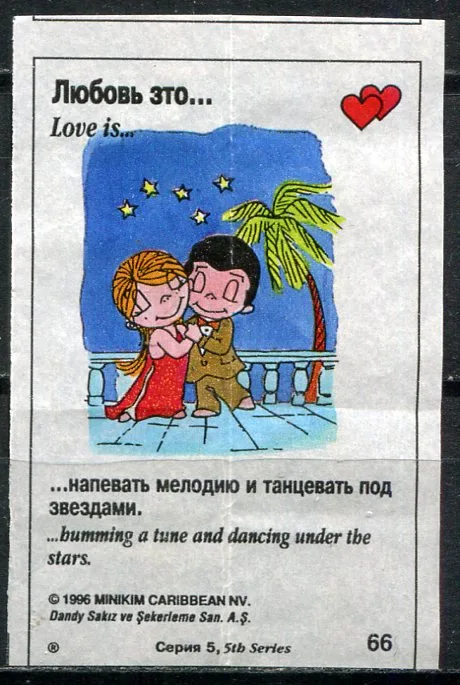 Любовь зто...
Love is...
...напевать мелодию и танцевать под
звездами.
...humming a tune and dancing under the
stars.
© 1996 MINIKIM CARIBBEAN NV.
Dandy Sakız ve Şekerleme San. A.Ş.
® Серия 5, 5th Series 66